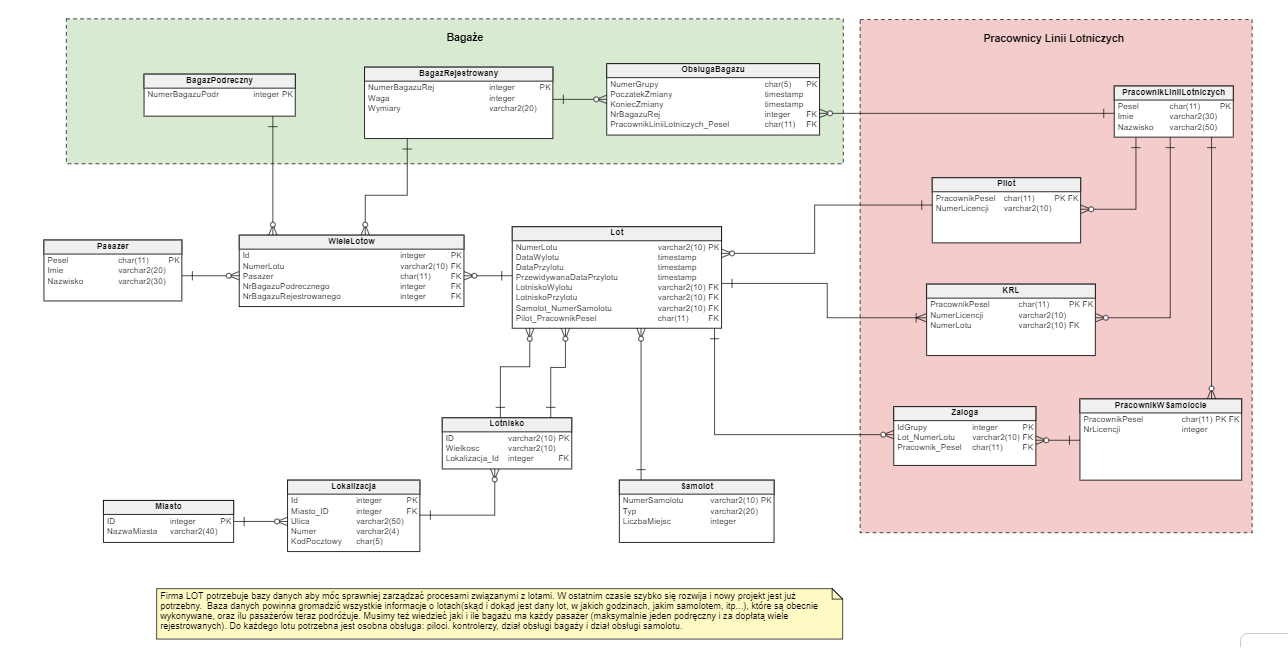 Bagaże
BagazPodreczny
NumerBagazuPodr integer PK
BagazRejestrowany
NumerBagazuRej integer PK
Waga integer
Wymiary varchar2(20)
ObslugaBagazu
NumerGrupy char(5) PK
PoczatekZmiany timestamp
KoniecZmiany timestamp
NrBagazuRej integer FK
PracownikLiniiLotniczych_Pesel char(11) FK
Pracownicy Linii Lotniczych
PracownikLiniiLotniczych
Pesel char(11) PK
Imie varchar2(30)
Nazwisko varchar2(50)
Pilot
PracownikPesel char(11) PK FK
NumerLicencji varchar2(10)
KRL
PracownikPesel char(11) PK FK
NumerLicencji varchar2(10)
NumerLotu varchar2(10) FK
Zaloga
IdGrupy integer PK
Lot_NumerLotu varchar2(10) FK
Pracownik_Pesel char(11) FK
PracownikWSamolocie
PracownikPesel char(11) PK FK
NrLicencji integer
Pasazer
Pesel char(11) PK
Imie varchar2(20)
Nazwisko varchar2(30)
WieleLotow
Id integer PK
NumerLotu varchar2(10) FK
Pasazer char(11) FK
NrBagazuPodrecznego integer FK
NrBagazuRejestrowanego integer FK
Lot
NumerLotu varchar2(10) PK
DataWylotu timestamp
DataPrzylotu timestamp
PrzewidywanaDataPrzylotu timestamp
LotniskoWylotu varchar2(10) FK
LotniskoPrzylotu varchar2(10) FK
Samolot_NumerSamolotu varchar2(10) FK
Pilot_PracownikPesel char(11) FK
Lotnisko
ID varchar2(10) PK
Wielkosc varchar2(10)
Lokalizacja_Id integer FK
Miasto
ID integer PK
NazwaMiasta varchar2(40)
Lokalizacja
Id integer PK
Miasto_ID integer FK
Ulica varchar2(50)
Numer varchar2(4)
KodPocztowy char(5)
Samolot
NumerSamolotu varchar2(10) PK
Typ varchar2(20)
LiczbaMiejsc integer
Firma LOT potrzebuje bazy danych aby móc sprawniej zarządzać procesami związanymi z lotami. W ostatnim czasie szybko się rozwija i nowy projekt jest już
potrzebny. Baza danych powinna gromadzić wszystkie informacje o lotach(skąd i dokąd jest dany lot, w jakich godzinach, jakim samolotem, itp...), które są obecnie
wykonywane, oraz ilu pasażerów teraz podróżuje. Musimy też wiedzieć jaki i ile bagażu ma każdy pasażer (maksymalnie jeden podręczny i za dopłatą wiele
rejestrowanych). Do każdego lotu potrzebna jest osobna obsługa: piloci. kontrolerzy, dział obsługi bagaży i dział obsługi samolotu.